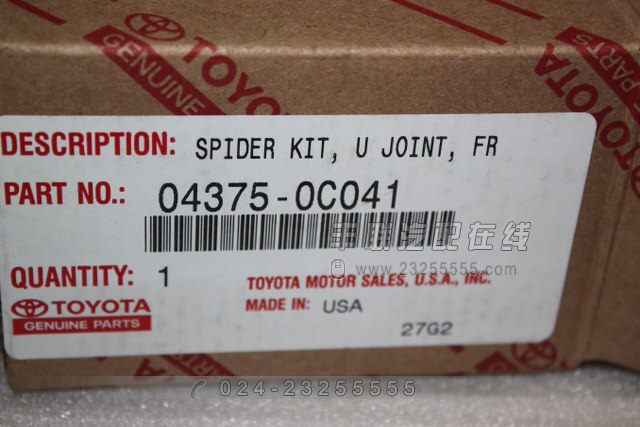 TOYOTA
GENUINE
TOYOTA PARTS
DESCRIPTION: SPIDER KIT, U JOINT, FR
PART NO.: 04375-0C041
www.23255555.com
QUANTITY: 1
TOYOTA MOTOR SALES, U.S.A., INC.
MADE IN: USA
TOYOTA
GENUINE PARTS
27G2
024-23255555